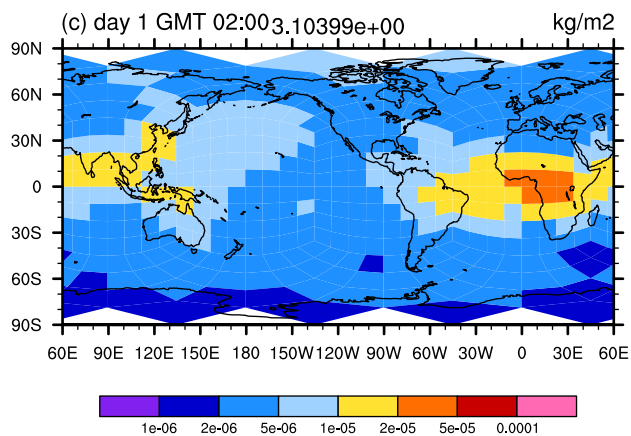 (c) day 1 GMT 02:00 3.10399e+00 kg/m2
90N
60N
30N
0
30S
60S
90S
60E 90E 120E 150E 180 150W 120W 90W 60W 30W 0 30E 60E
1e-06 2e-06 5e-06 1e-05 2e-05 5e-05 0.0001